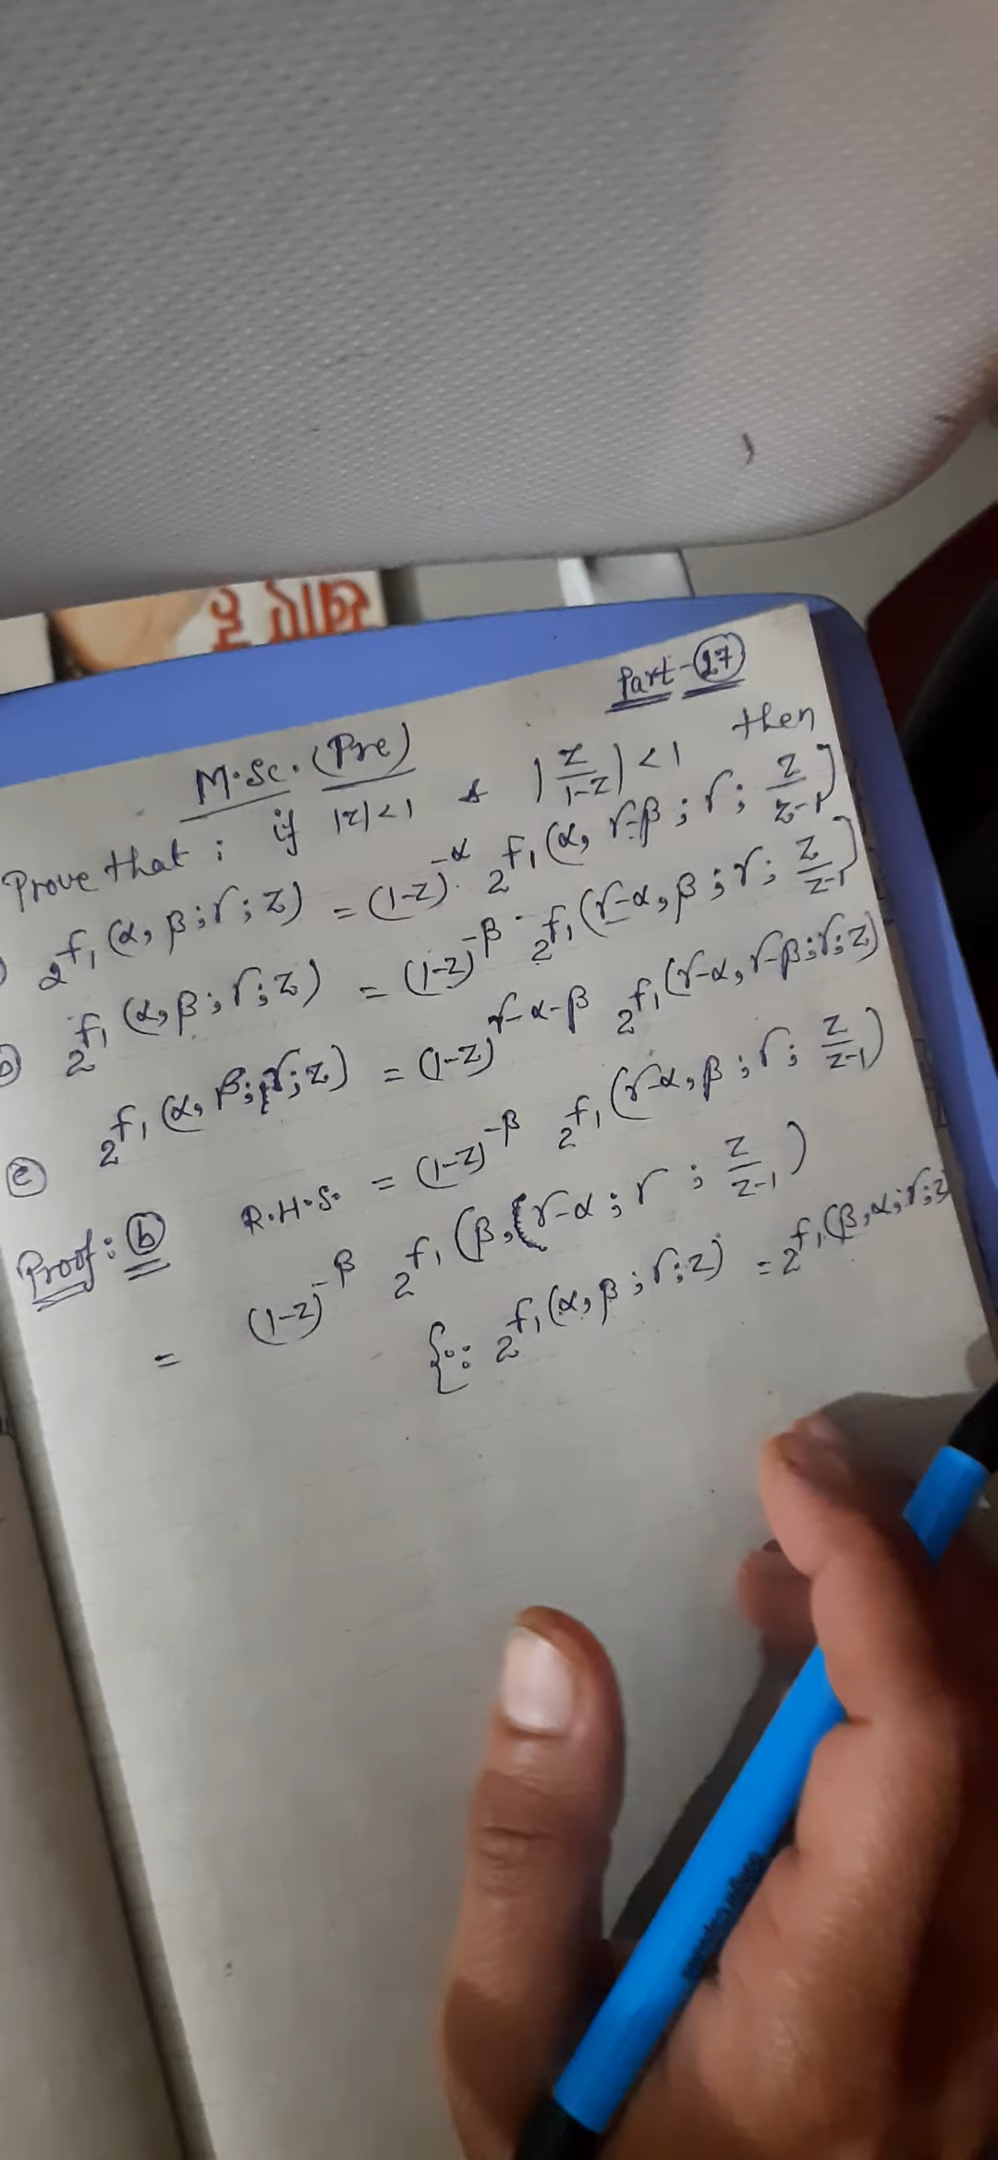 Part-27
M.Sc. (Pre)
Prove that : if |z|<1 & |z/(1-z)|<1 then
₂F₁(α, β; r; z) = (1-z)^-α. ₂F₁(α, r-β; r; z/(z-1))
₂F₁(α, β; r; z) = (1-z)^-β. ₂F₁(r-α, β; r; z/(z-1))
(c) ₂F₁(α, β; r; z) = (1-z)^r-α-β ₂F₁(r-α, r-β; r; z)
Proof: (b) R.H.S. = (1-z)^-β ₂F₁(r-α, β; r; z/(z-1))
= (1-z)^-β ₂F₁(β, r-α; r; z/(z-1))
{∵ ₂F₁(α, β; r; z) = ₂F₁(β, α; r; z)